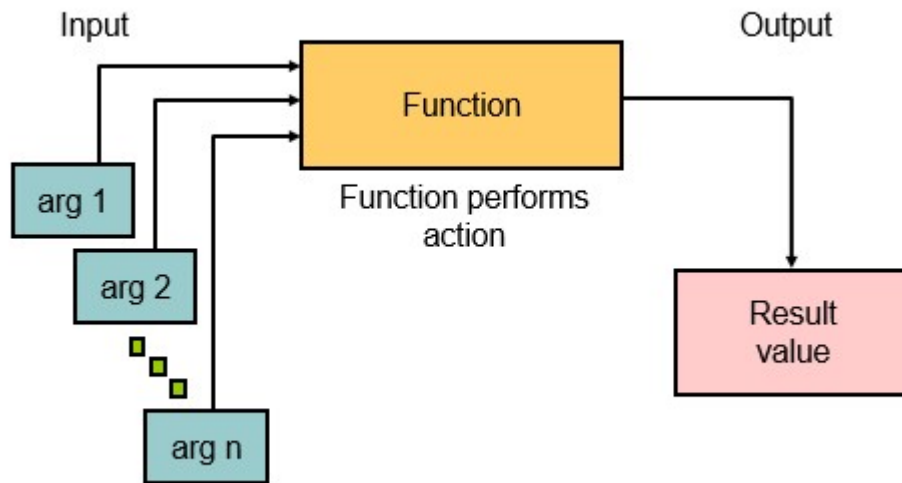 Input
Output
Function
Function performs
action
arg 1
arg 2
arg n
Result
value